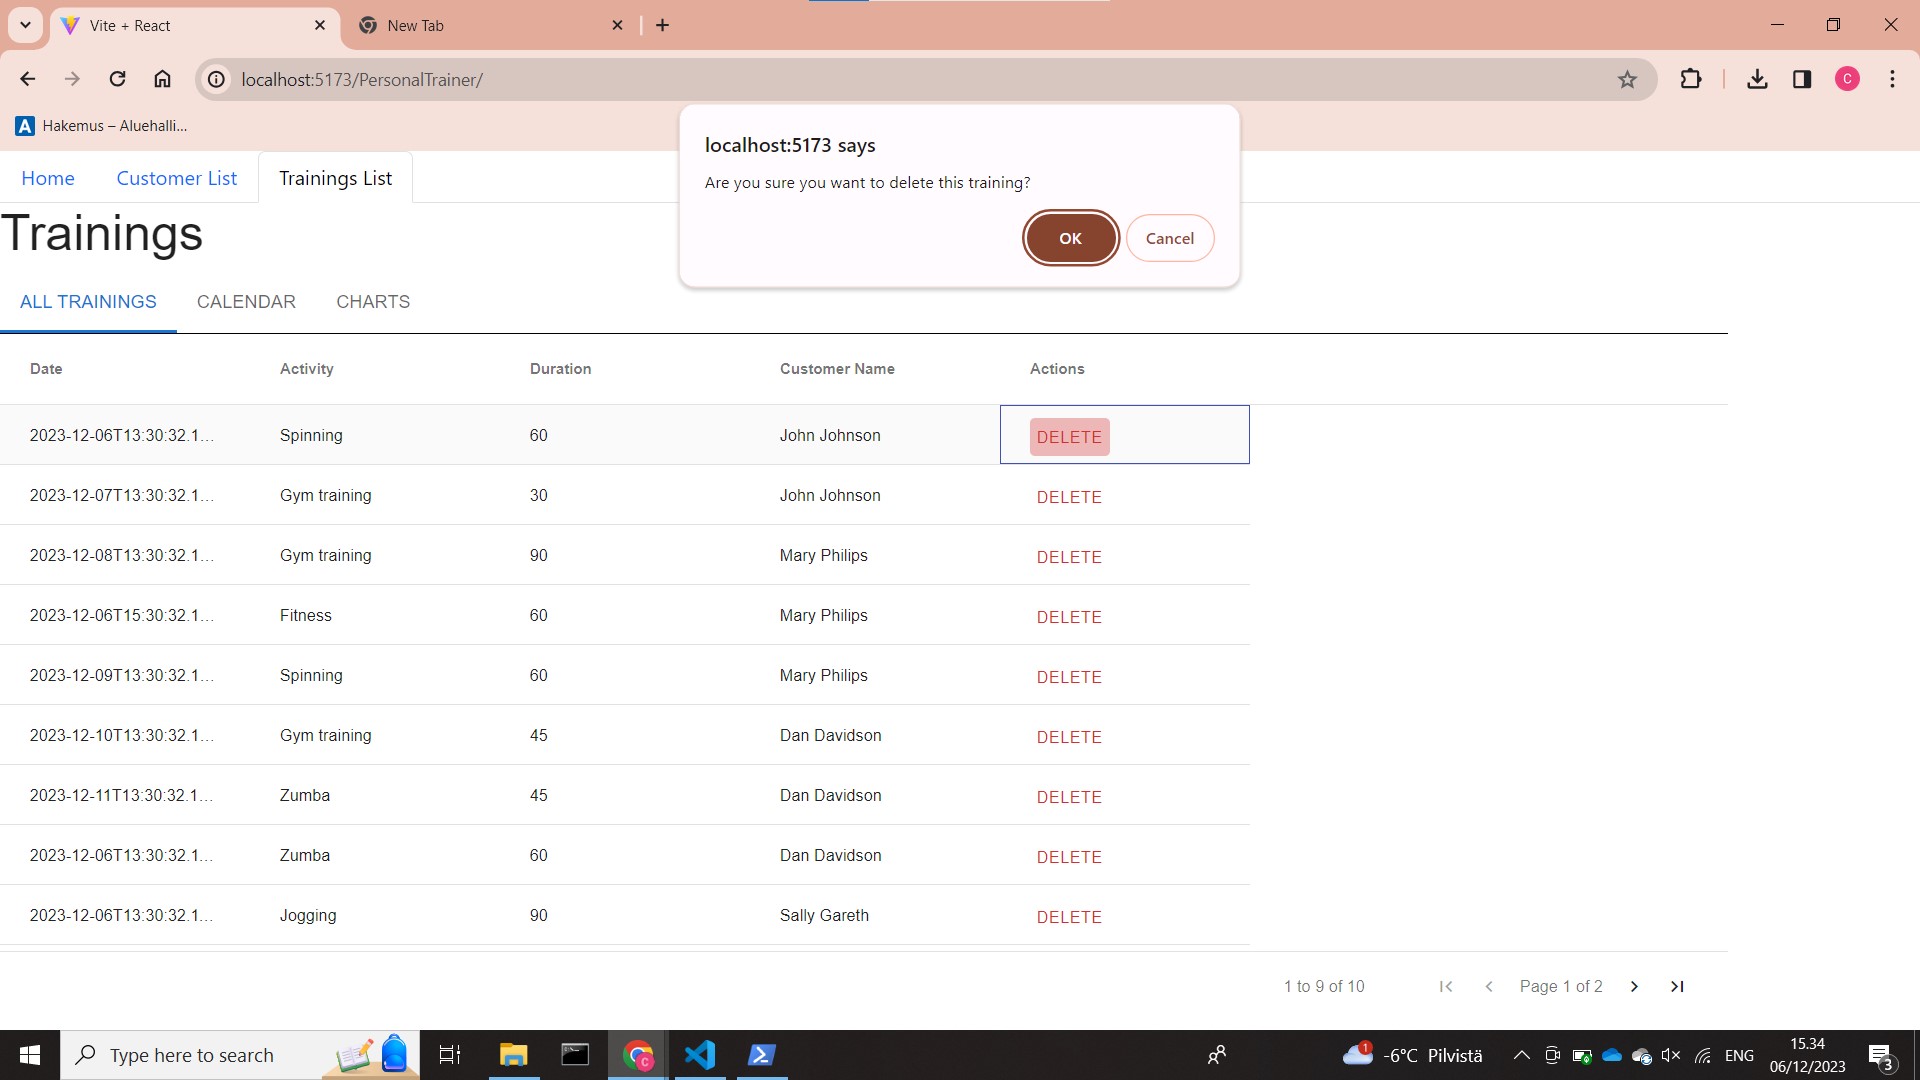 Vite + React
New Tab
localhost:5173/PersonalTrainer/
C
A Hakemus – Aluehalli...
localhost:5173 says
Are you sure you want to delete this training?
OK Cancel
Home Customer List Trainings List
Trainings
ALL TRAININGS CALENDAR CHARTS
Date Activity Duration Customer Name Actions
2023-12-06T13:30:32.1... Spinning 60 John Johnson DELETE
2023-12-07T13:30:32.1... Gym training 30 John Johnson DELETE
2023-12-08T13:30:32.1... Gym training 90 Mary Philips DELETE
2023-12-06T15:30:32.1... Fitness 60 Mary Philips DELETE
2023-12-09T13:30:32.1... Spinning 60 Mary Philips DELETE
2023-12-10T13:30:32.1... Gym training 45 Dan Davidson DELETE
2023-12-11T13:30:32.1... Zumba 45 Dan Davidson DELETE
2023-12-06T13:30:32.1... Zumba 60 Dan Davidson DELETE
2023-12-06T13:30:32.1... Jogging 90 Sally Gareth DELETE
1 to 9 of 10 Page 1 of 2
Type here to search
C
1 -6°C Pilvistä
ENG
15.34
06/12/2023
3